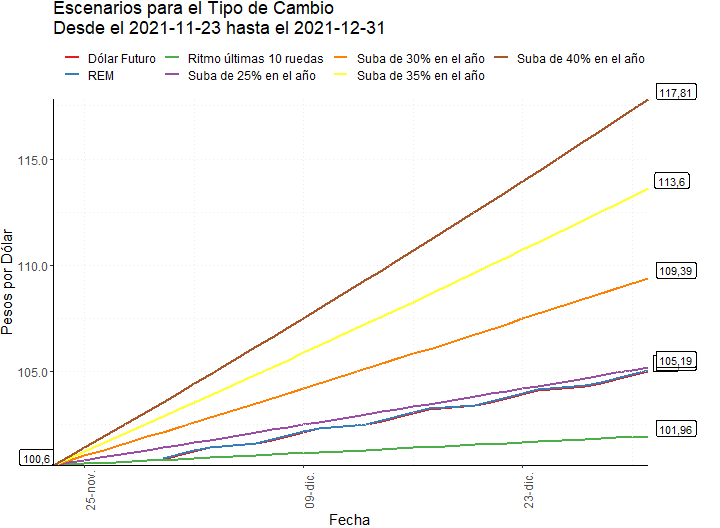 Escenarios para el Tipo de Cambio
Desde el 2021-11-23 hasta el 2021-12-31
Dólar Futuro
Ritmo últimas 10 ruedas
Suba de 30% en el año
Suba de 40% en el año
REM
Suba de 25% en el año
Suba de 35% en el año
117,81
115.0
113,6
110.0
109,39
105,19
105.0
101,96
100,6
Pesos por Dólar
25-nov.
09-dic.
23-dic.
Fecha